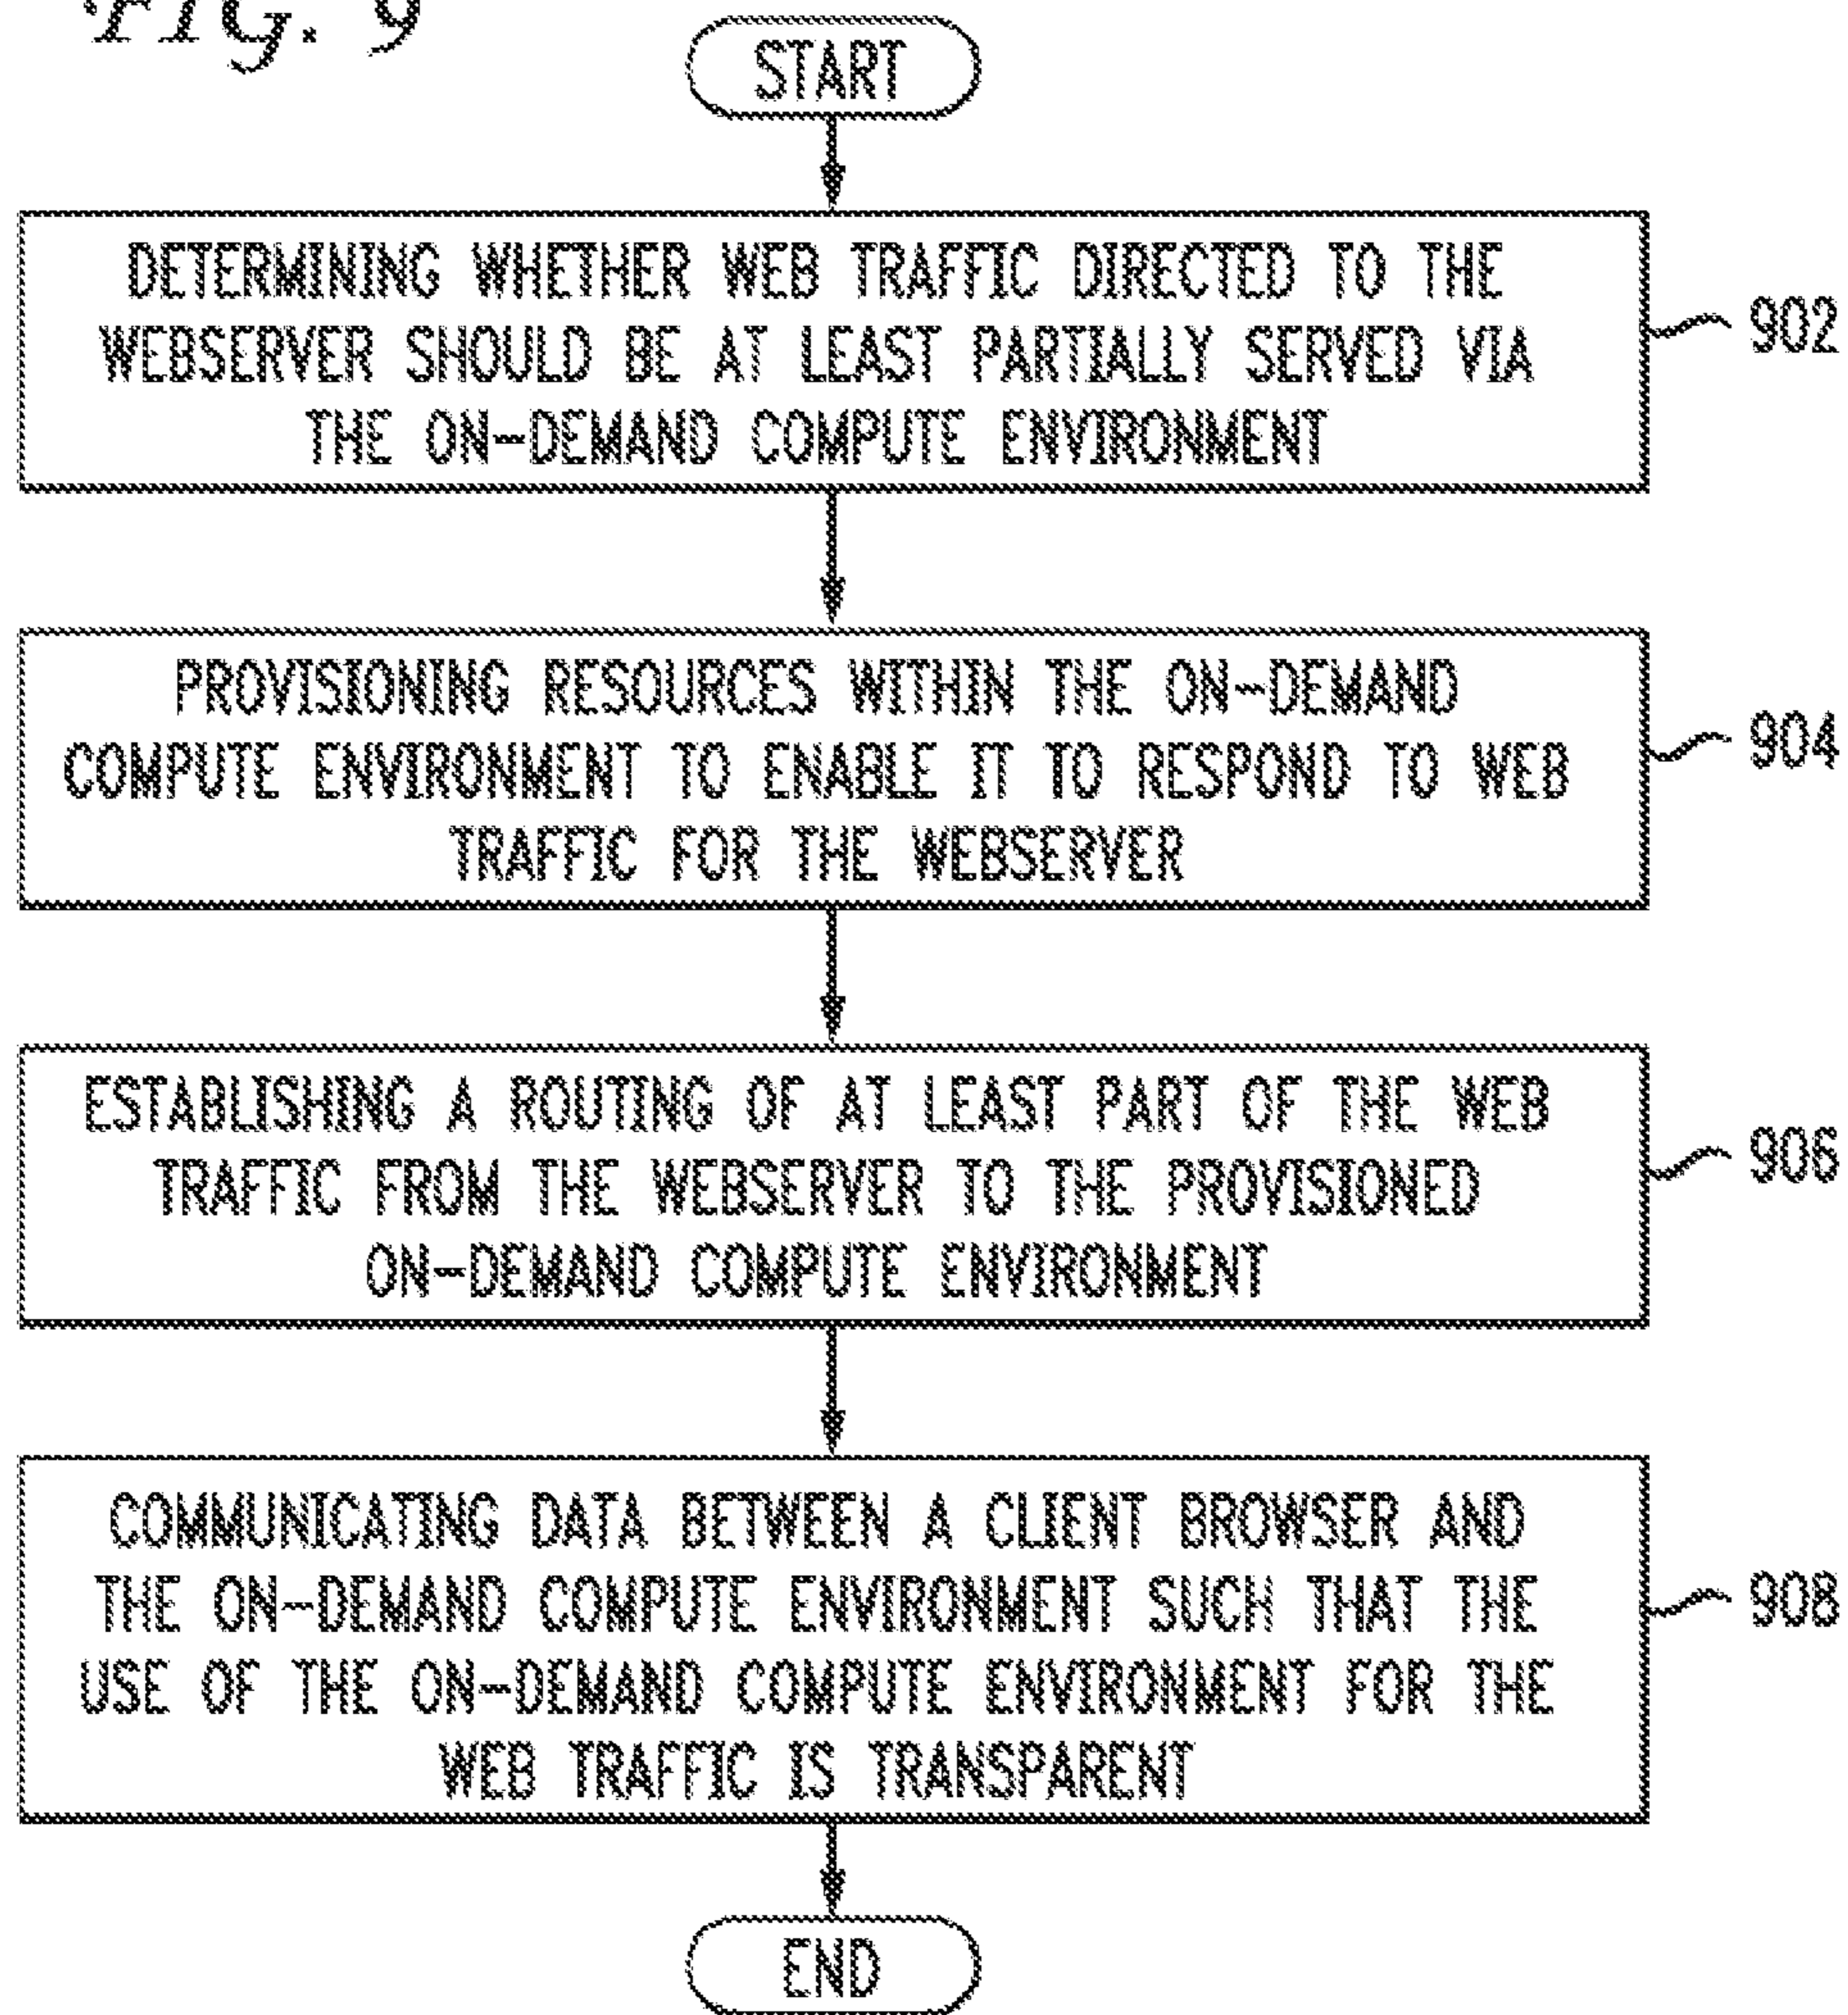 FIG. 9
START
DETERMINING WHETHER WEB TRAFFIC DIRECTED TO THE
WEBSERVER SHOULD BE AT LEAST PARTIALLY SERVED VIA
THE ON-DEMAND COMPUTE ENVIRONMENT
902
PROVISIONING RESOURCES WITHIN THE ON-DEMAND
COMPUTE ENVIRONMENT TO ENABLE IT TO RESPOND TO WEB
TRAFFIC FOR THE WEBSERVER
904
ESTABLISHING A ROUTING OF AT LEAST PART OF THE WEB
TRAFFIC FROM THE WEBSERVER TO THE PROVISIONED
ON-DEMAND COMPUTE ENVIRONMENT
906
COMMUNICATING DATA BETWEEN A CLIENT BROWSER AND
THE ON-DEMAND COMPUTE ENVIRONMENT SUCH THAT THE
USE OF THE ON-DEMAND COMPUTE ENVIRONMENT FOR THE
WEB TRAFFIC IS TRANSPARENT
908
END